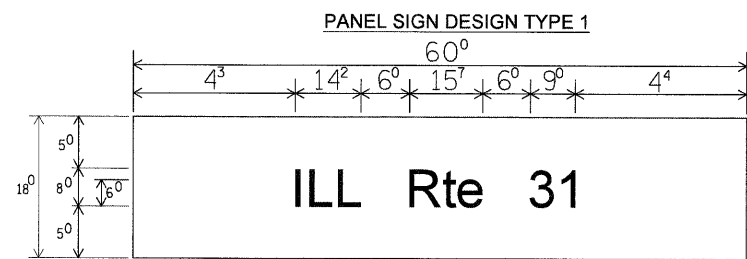 PANEL SIGN DESIGN TYPE 1
60⁰
4³ 14² 6⁰ 15⁷ 6⁰ 9⁰ 4⁴
5⁰
18⁰ 8⁰ 6⁰ ILL Rte 31
5⁰